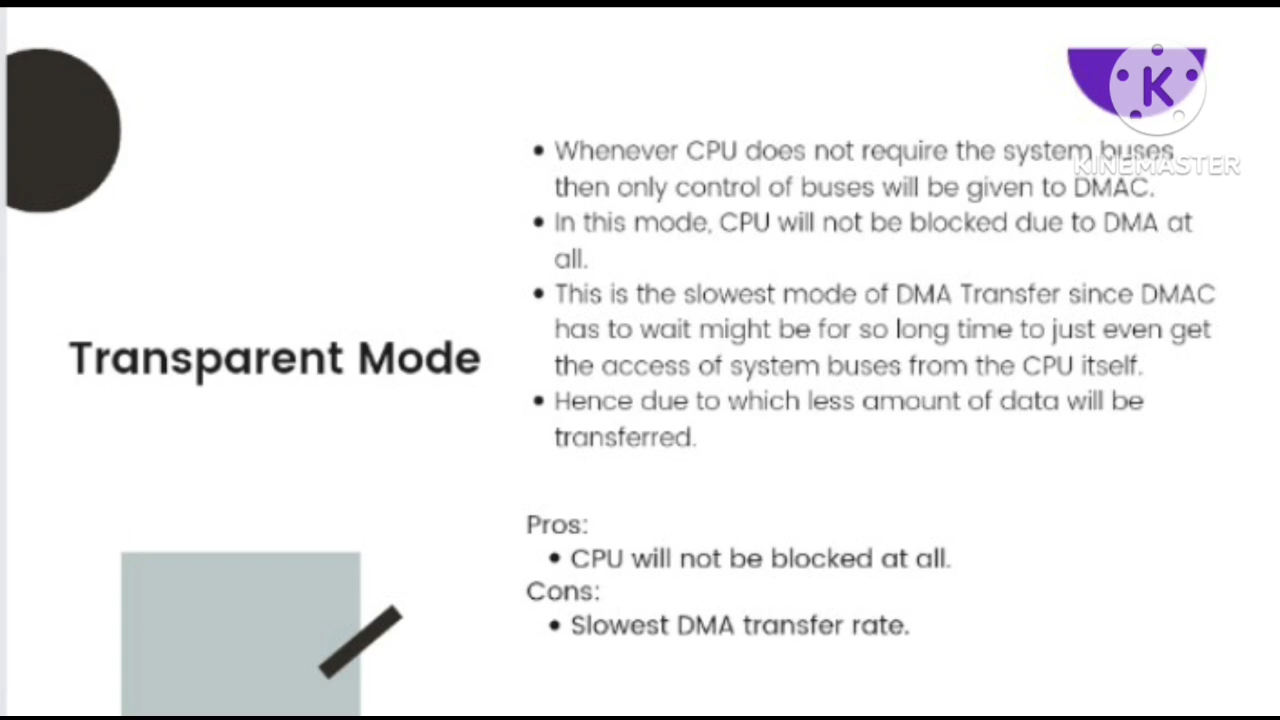 K
KINEMASTER
Whenever CPU does not require the system buses
then only control of buses will be given to DMAC.
In this mode, CPU will not be blocked due to DMA at
all.
This is the slowest mode of DMA Transfer since DMAC
has to wait might be for so long time to just even get
the access of system buses from the CPU itself.
Hence due to which less amount of data will be
transferred.
Transparent Mode
Pros:
CPU will not be blocked at all.
Cons:
Slowest DMA transfer rate.